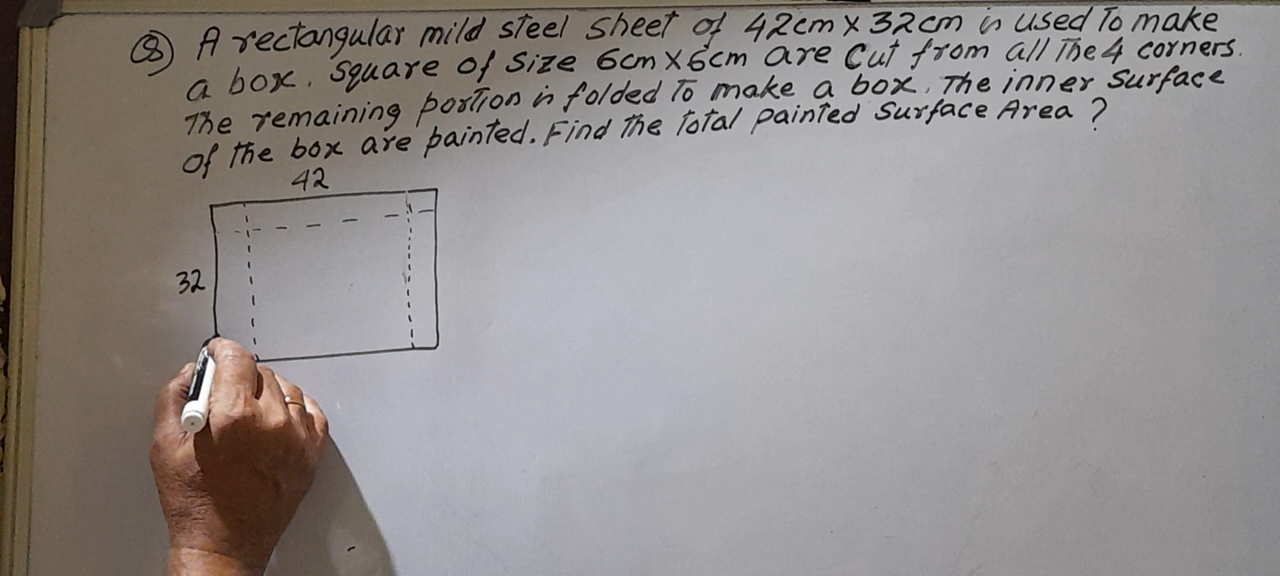 Q) A rectangular mild steel sheet of 42cm X 32cm is used To make
a box. Square of Size 6cm X 6cm are Cut from all The 4 corners.
The remaining portion is folded To make a box. The inner surface
of the box are painted. Find The Total painted Surface Area ?
42
32